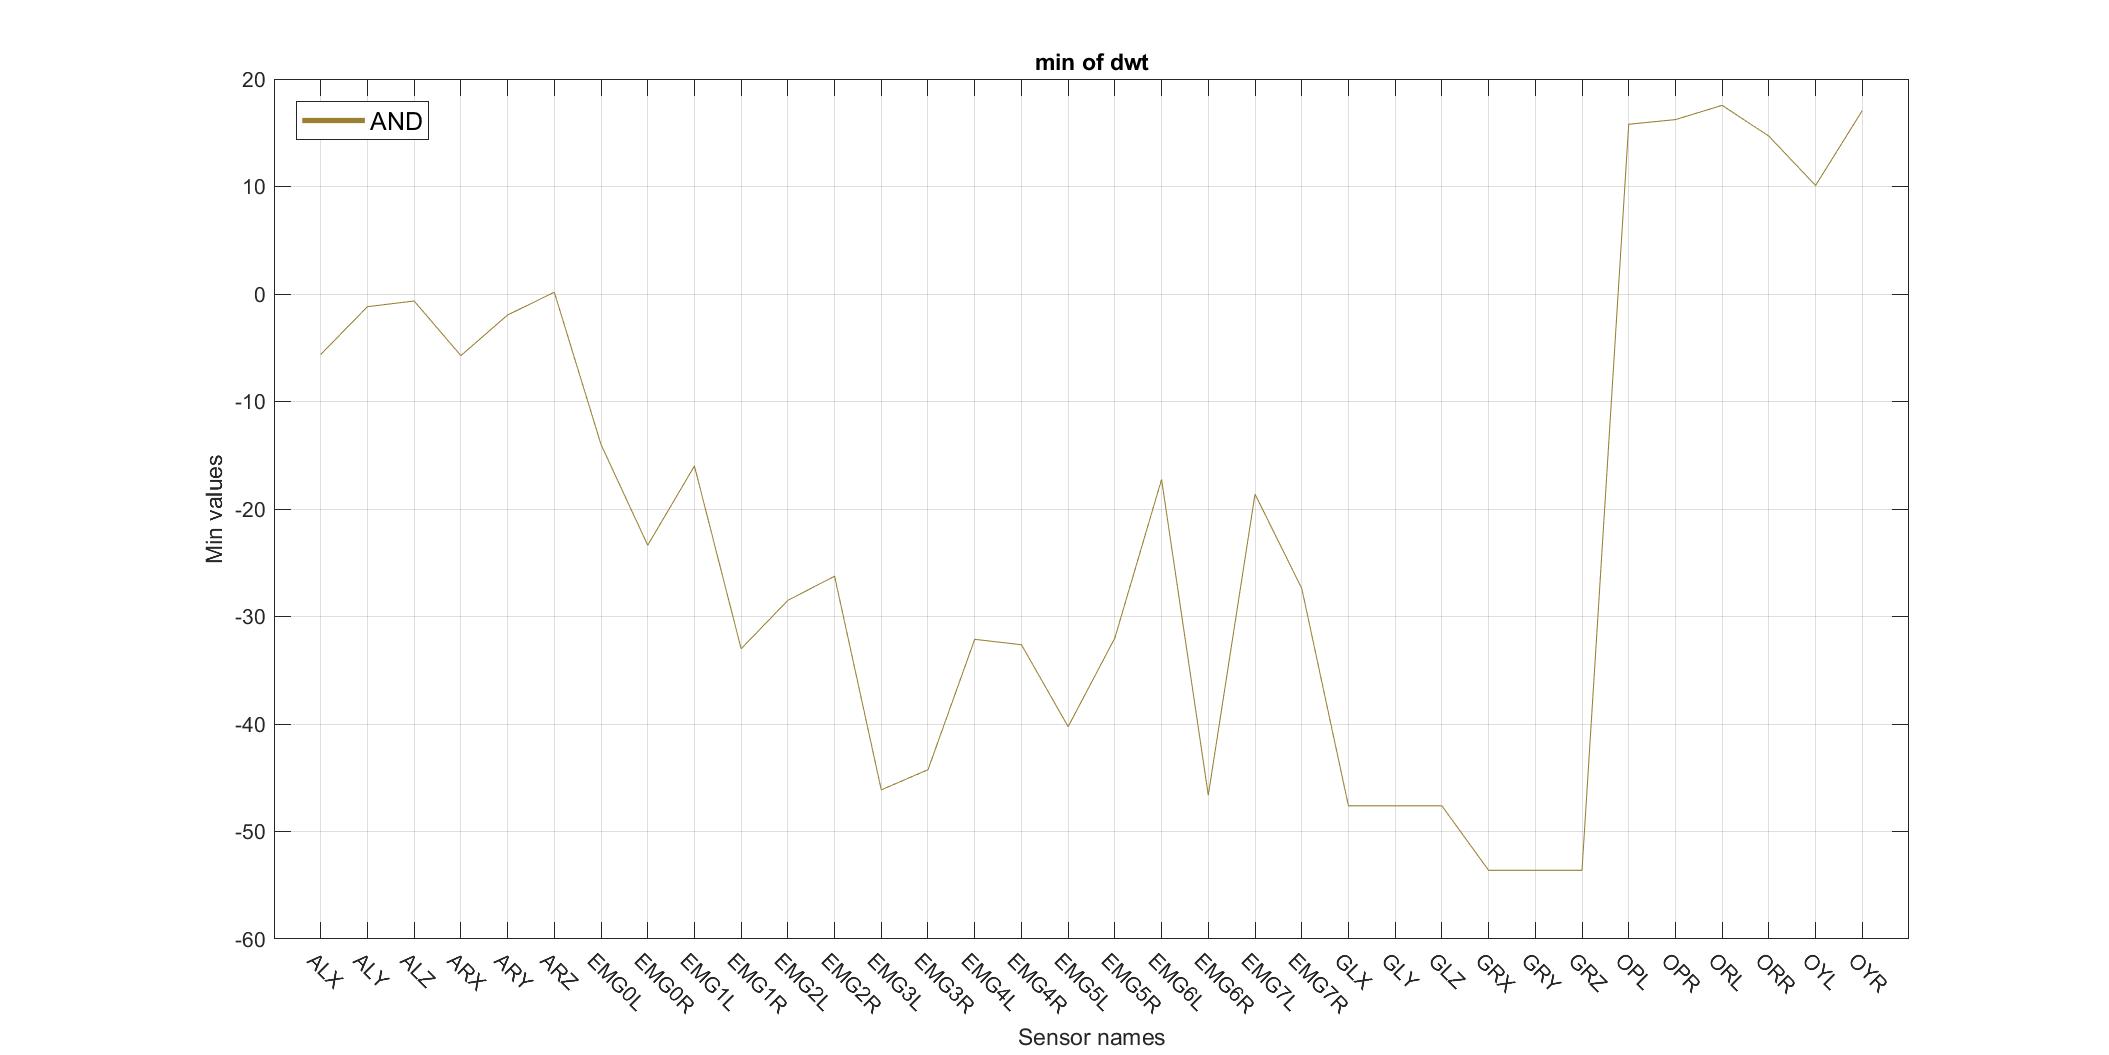 min of dwt
AND
20
10
0
-10
-20
-30
-40
-50
-60
Min values
ALX ALY ALZ ARX ARY ARZ EMG0L EMG0R EMG1L EMG1R EMG2L EMG2R EMG3L EMG3R EMG4L EMG4R EMG5L EMG5R EMG6L EMG6R EMG7L EMG7R GLX GLY GLZ GRX GRY GRZ OPL OPR ORL ORR OYL OYR
Sensor names